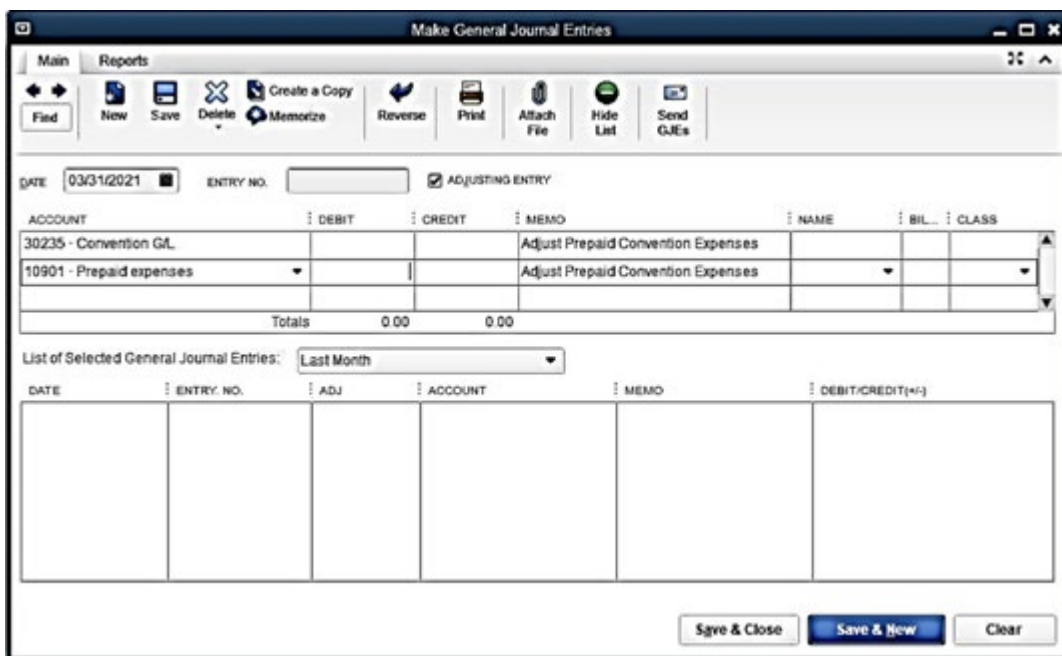 Make General Journal Entries
Main Reports
Find New Save Delete Create a Copy Memorize Reverse Print Attach File Hide List Send GJEs
DATE 03/31/2021 ENTRY NO. ADJUSTING ENTRY
ACCOUNT DEBIT CREDIT MEMO NAME BIL... CLASS
30235 - Convention G/L Adjust Prepaid Convention Expenses
10901 - Prepaid expenses Adjust Prepaid Convention Expenses
Totals 0.00 0.00
List of Selected General Journal Entries: Last Month
DATE ENTRY. NO. ADJ ACCOUNT MEMO DEBIT/CREDIT(+/-)
Save & Close Save & New Clear